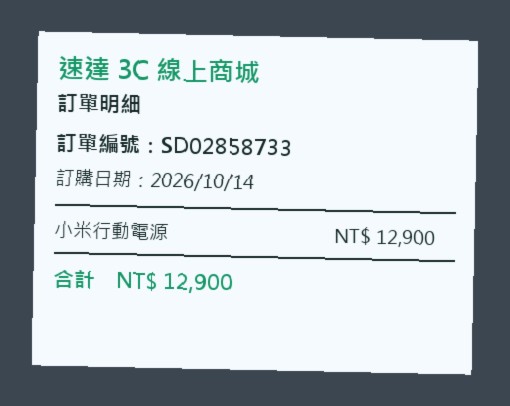 速達 3C 線上商城
訂單明細
訂單編號：SD02858733
訂購日期：2026/10/14
小米行動電源 NT$ 12,900
合計 NT$ 12,900